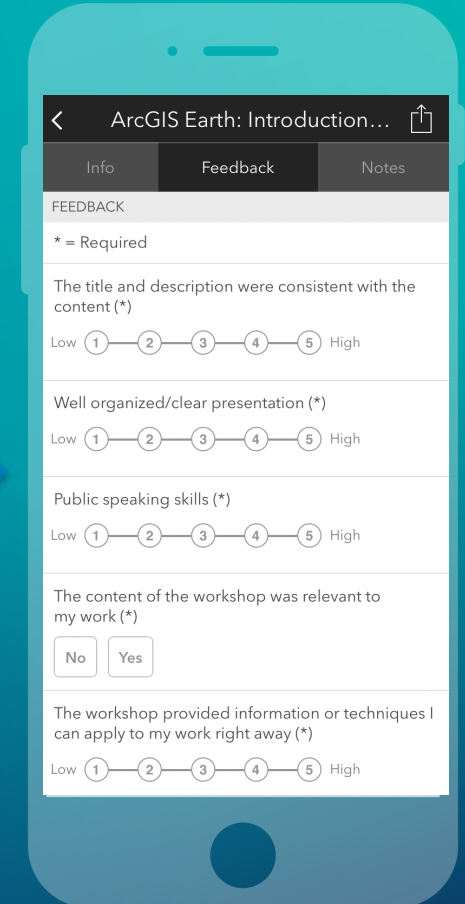 ArcGIS Earth: Introduction...
Info Feedback Notes
FEEDBACK
* = Required
The title and description were consistent with the
content (*)
Low 1 2 3 4 5 High
Well organized/clear presentation (*)
Low 1 2 3 4 5 High
Public speaking skills (*)
Low 1 2 3 4 5 High
The content of the workshop was relevant to
my work (*)
No Yes
The workshop provided information or techniques I
can apply to my work right away (*)
Low 1 2 3 4 5 High